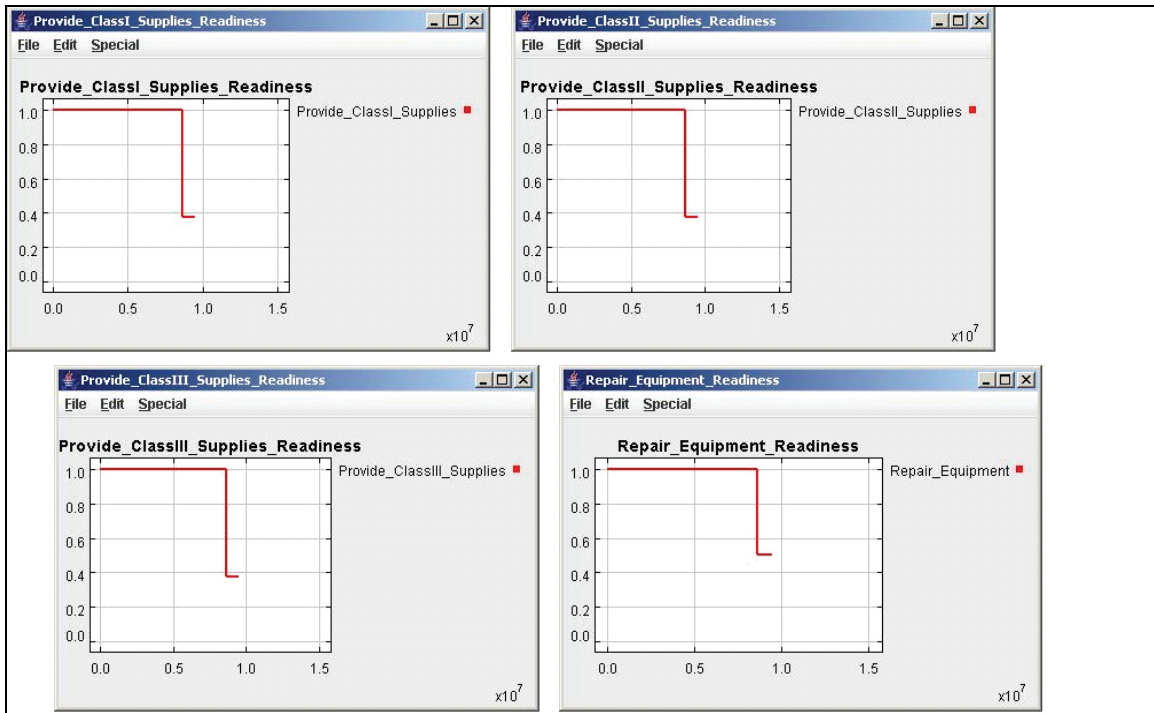 Provide_ClassI_Supplies_Readiness
File Edit Special
Provide_ClassI_Supplies_Readiness
Provide_ClassI_Supplies
1.0
0.8
0.6
0.4
0.2
0.0
0.0 0.5 1.0 1.5
x10^7
Provide_ClassII_Supplies_Readiness
File Edit Special
Provide_ClassII_Supplies_Readiness
Provide_ClassII_Supplies
1.0
0.8
0.6
0.4
0.2
0.0
0.0 0.5 1.0 1.5
x10^7
Provide_ClassIII_Supplies_Readiness
File Edit Special
Provide_ClassIII_Supplies_Readiness
Provide_ClassIII_Supplies
1.0
0.8
0.6
0.4
0.2
0.0
0.0 0.5 1.0 1.5
x10^7
Repair_Equipment_Readiness
File Edit Special
Repair_Equipment_Readiness
Repair_Equipment
1.0
0.8
0.6
0.4
0.2
0.0
0.0 0.5 1.0 1.5
x10^7